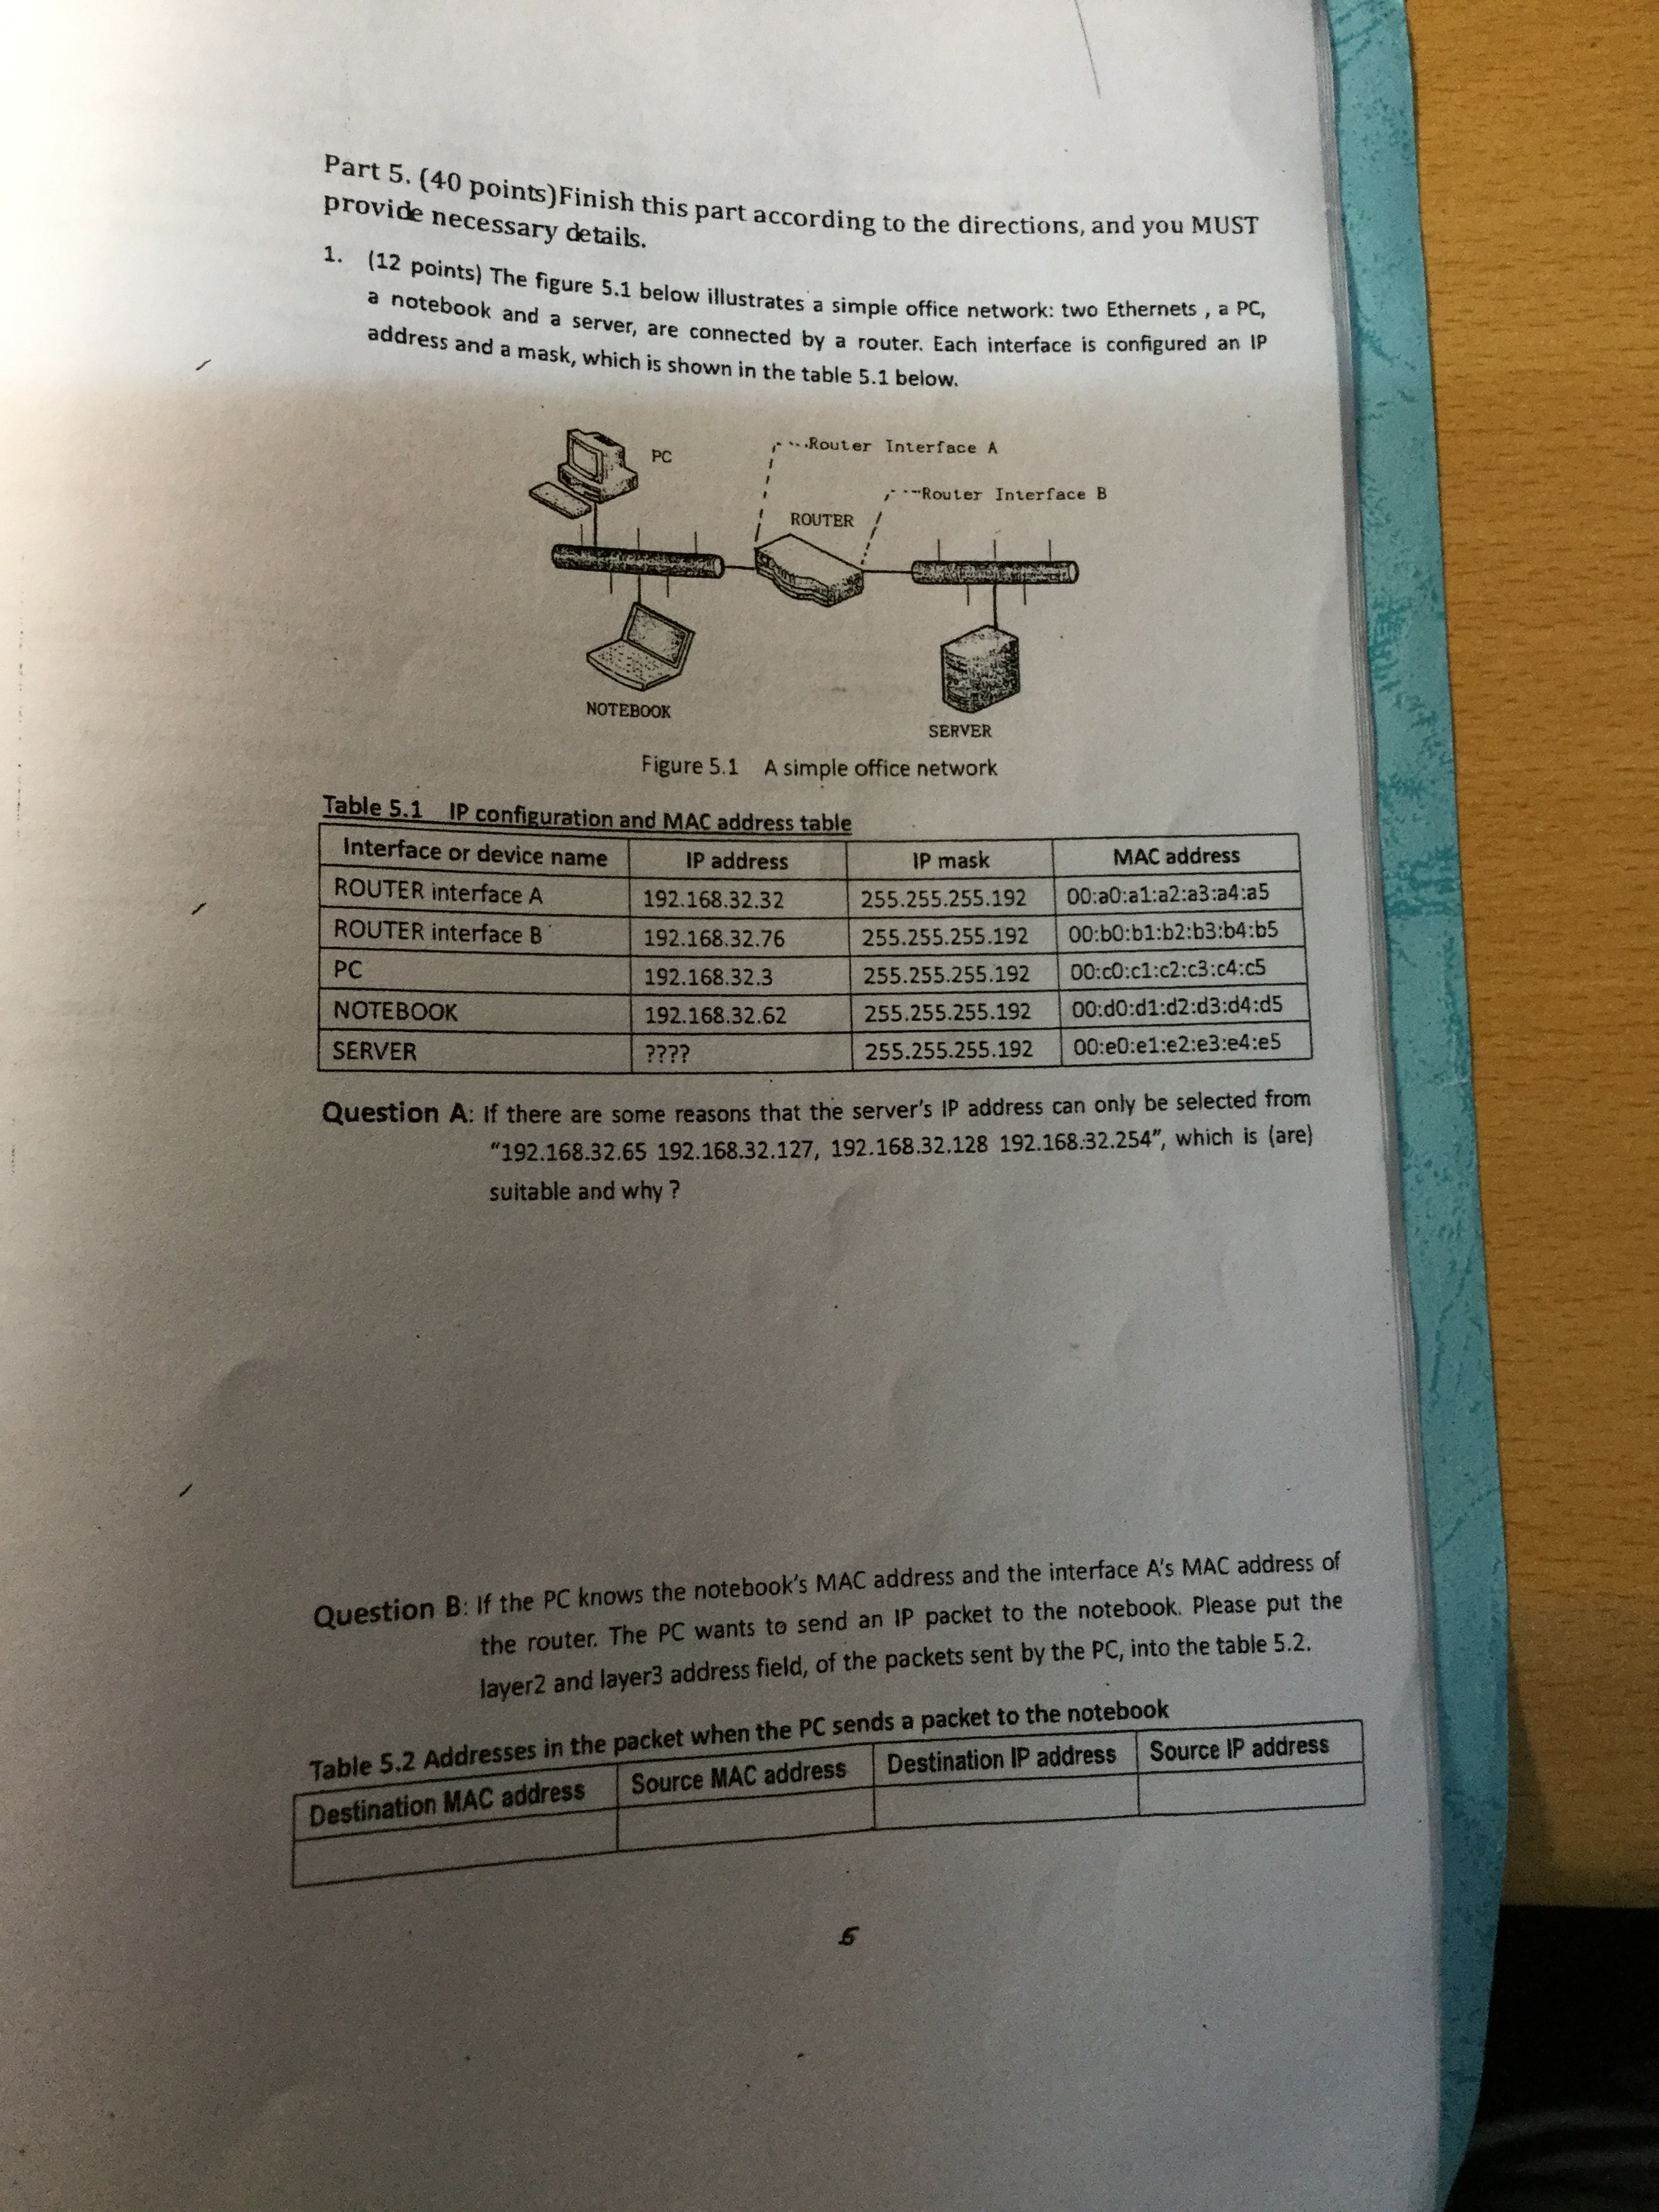 Part 5. (40 points)Finish this part according to the directions, and you MUST
provide necessary details.
1. (12 points) The figure 5.1 below illustrates a simple office network: two Ethernets , a PC,
a notebook and a server, are connected by a router. Each interface is configured an IP
address and a mask, which is shown in the table 5.1 below.
PC
Router Interface A
Router Interface B
ROUTER
NOTEBOOK
SERVER
Figure 5.1 A simple office network
Table 5.1 IP configuration and MAC address table
Interface or device name IP address IP mask MAC address
ROUTER interface A 192.168.32.32 255.255.255.192 00:a0:a1:a2:a3:a4:a5
ROUTER interface B 192.168.32.76 255.255.255.192 00:b0:b1:b2:b3:b4:b5
PC 192.168.32.3 255.255.255.192 00:c0:c1:c2:c3:c4:c5
NOTEBOOK 192.168.32.62 255.255.255.192 00:d0:d1:d2:d3:d4:d5
SERVER ???? 255.255.255.192 00:e0:e1:e2:e3:e4:e5
Question A: If there are some reasons that the server's IP address can only be selected from
"192.168.32.65 192.168.32.127, 192.168.32.128 192.168.32.254", which is (are)
suitable and why ?
Question B: If the PC knows the notebook's MAC address and the interface A's MAC address of
the router. The PC wants to send an IP packet to the notebook. Please put the
layer2 and layer3 address field, of the packets sent by the PC, into the table 5.2.
Table 5.2 Addresses in the packet when the PC sends a packet to the notebook
Destination MAC address Source MAC address Destination IP address Source IP address